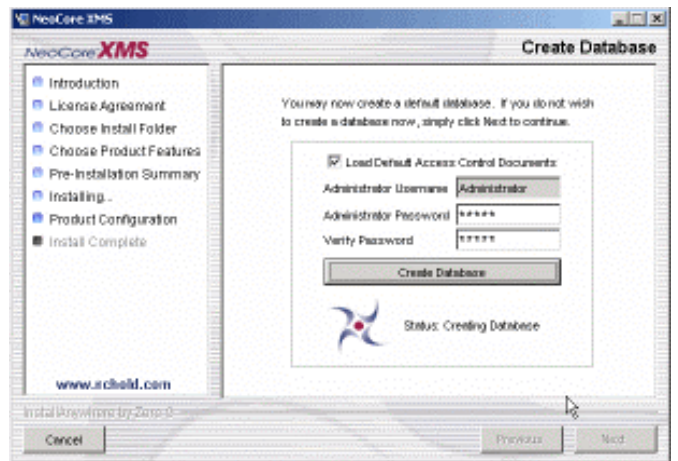 NeoCore XMS
NeoCore XMS
Create Database
Introduction
License Agreement
Choose Install Folder
Choose Product Features
Pre-Installation Summary
Installing...
Product Configuration
Install Complete
You may now create a default database. If you do not wish
to create a database now, simply click Next to continue.
Load Default Access Control Documents
Administrator Username Administrator
Administrator Password *****
Verify Password *****
Create Database
Status: Creating Database
InstallAnywhere by Zero G
Cancel
Previous
Next